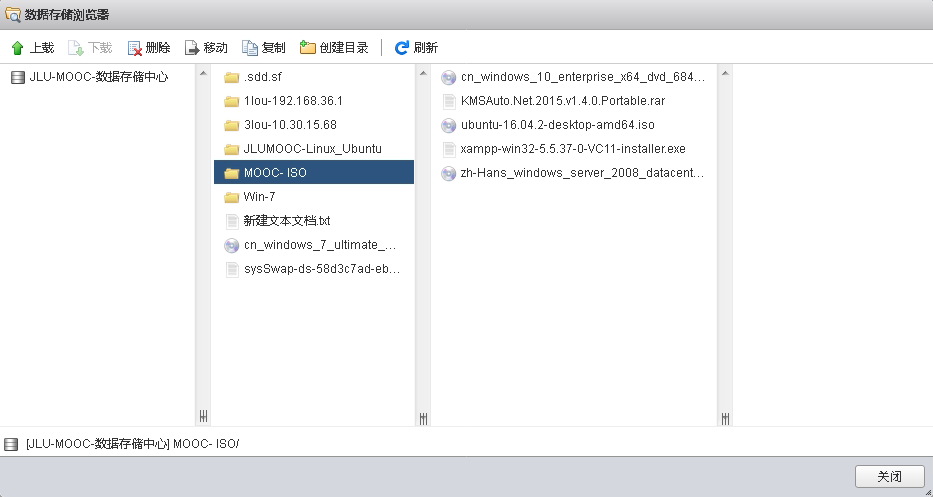 数据存储浏览器
上载 下载 删除 移动 复制 创建目录 刷新
JLU-MOOC-数据存储中心
.sdd.sf
1lou-192.168.36.1
3lou-10.30.15.68
JLUMOOC-Linux_Ubuntu
MOOC- ISO
Win-7
新建文本文档.txt
cn_windows_7_ultimate_...
sysSwap-ds-58d3c7ad-eb...
cn_windows_10_enterprise_x64_dvd_684...
KMSAuto.Net.2015.v1.4.0.Portable.rar
ubuntu-16.04.2-desktop-amd64.iso
xampp-win32-5.5.37-0-VC11-installer.exe
zh-Hans_windows_server_2008_datacent...
[JLU-MOOC-数据存储中心] MOOC- ISO/
关闭